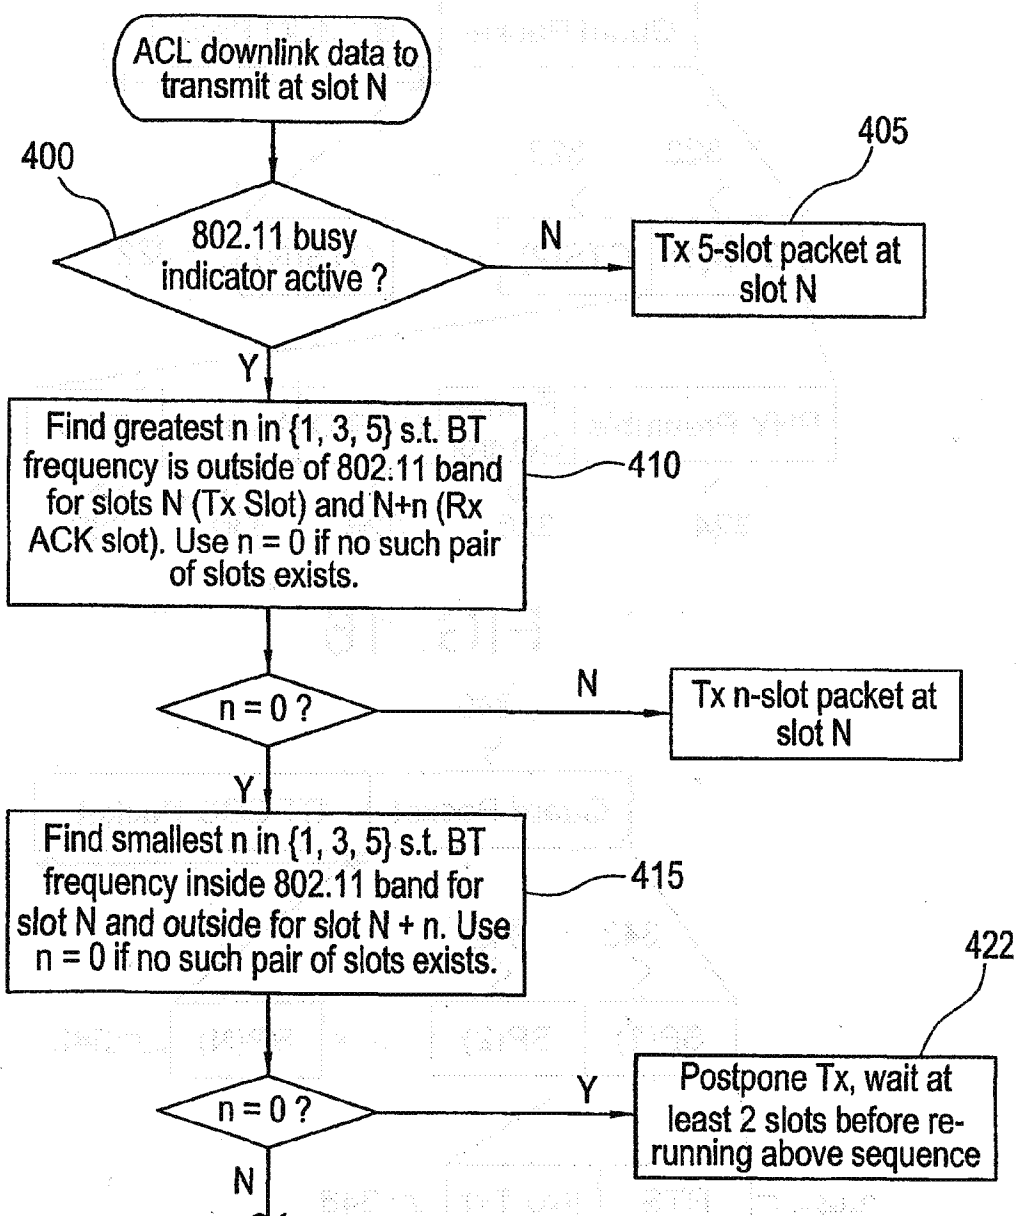 ACL downlink data to
transmit at slot N
400
802.11 busy
indicator active ?
N
405
Tx 5-slot packet at
slot N
Y
Find greatest n in {1, 3, 5} s.t. BT
frequency is outside of 802.11 band
for slots N (Tx Slot) and N+n (Rx
ACK slot). Use n = 0 if no such pair
of slots exists.
410
n = 0 ?
N
Tx n-slot packet at
slot N
Y
Find smallest n in {1, 3, 5} s.t. BT
frequency inside 802.11 band for
slot N and outside for slot N + n. Use
n = 0 if no such pair of slots exists.
415
422
n = 0 ?
Y
Postpone Tx, wait at
least 2 slots before re-
running above sequence
N